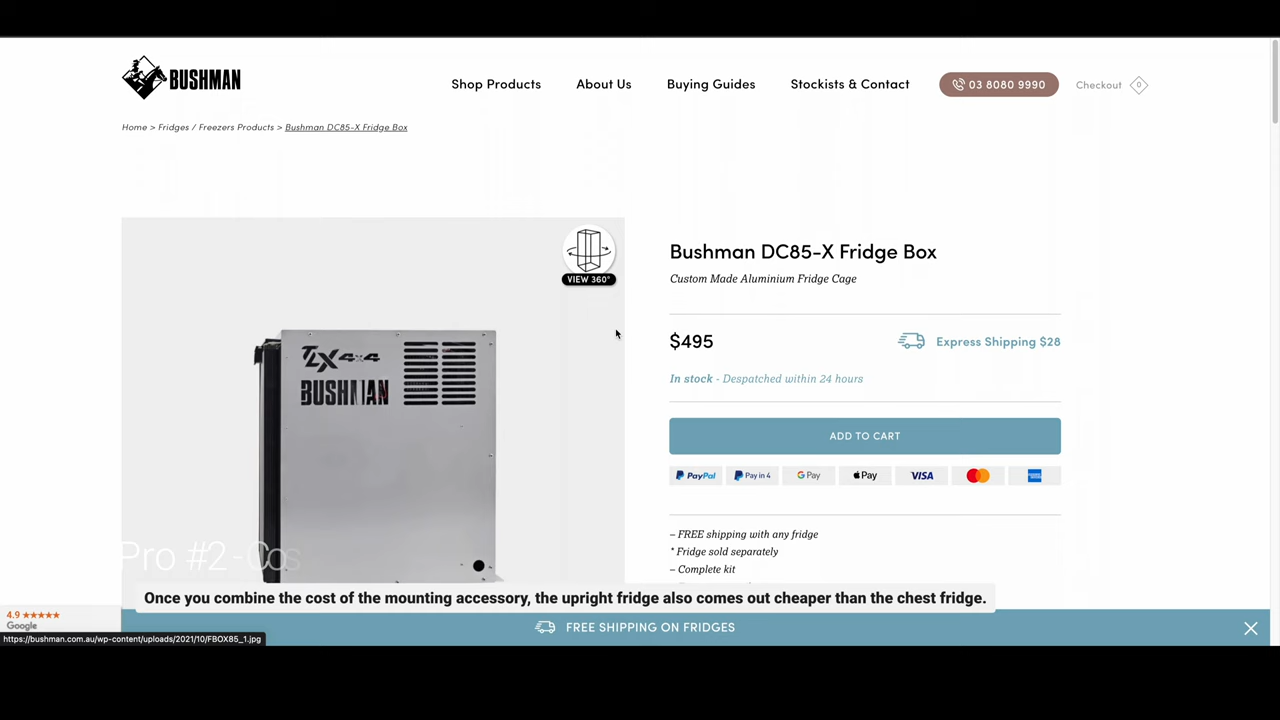 BUSHMAN
Shop Products
About Us
Buying Guides
Stockists & Contact
03 8080 9990
Checkout
0
Home > Fridges / Freezers Products > Bushman DC85-X Fridge Box
VIEW 360°
Bushman DC85-X Fridge Box
Custom Made Aluminium Fridge Cage
TLX 4x4
BUSHMAN
$495
Express Shipping $28
In stock - Despatched within 24 hours
ADD TO CART
PayPal
Pay in 4
G Pay
Pay
VISA
– FREE shipping with any fridge
* Fridge sold separately
– Complete kit
Pro #2 - Cos
Once you combine the cost of the mounting accessory, the upright fridge also comes out cheaper than the chest fridge.
4.9
Google
FREE SHIPPING ON FRIDGES
https://bushman.com.au/wp-content/uploads/2021/10/FBOX85_1.jpg